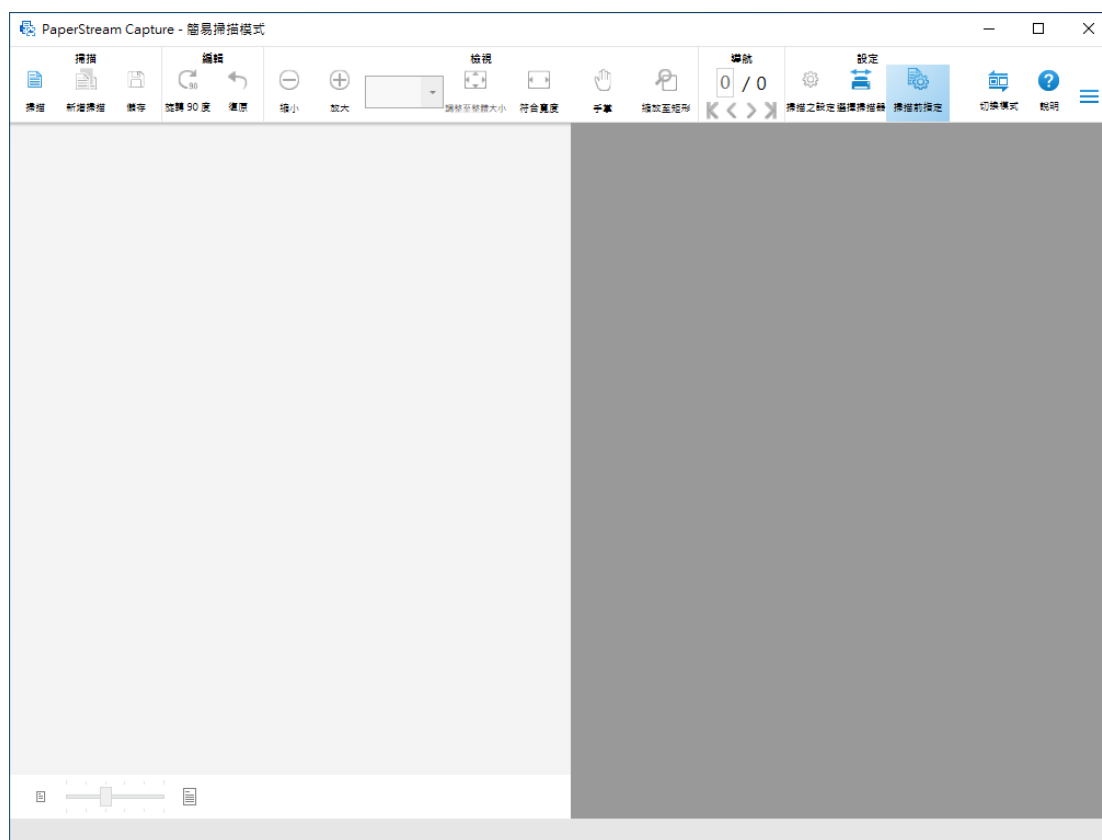 PaperStream Capture - 簡易掃描模式
掃描 編輯 檢視 導航 設定
90 0 / 0 ?
掃描 新增掃描 儲存 旋轉 90 度 復原 縮小 放大 調整至整體大小 符合寬度 手掌 縮放至矩形 掃描之設定 選擇掃描器 掃描前指定 切換模式 說明